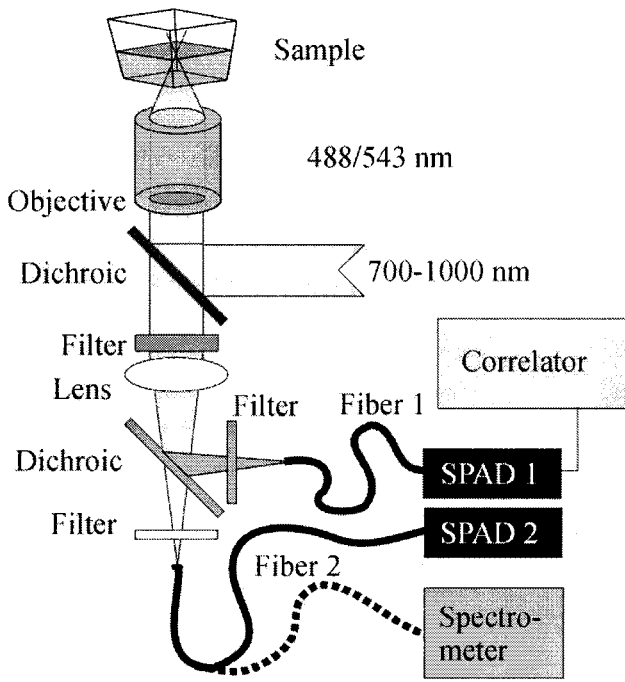 Sample
488/543 nm
Objective
Dichroic
700-1000 nm
Filter
Correlator
Lens
Filter
Fiber 1
Dichroic
SPAD 1
SPAD 2
Filter
Fiber 2
Spectro-
meter